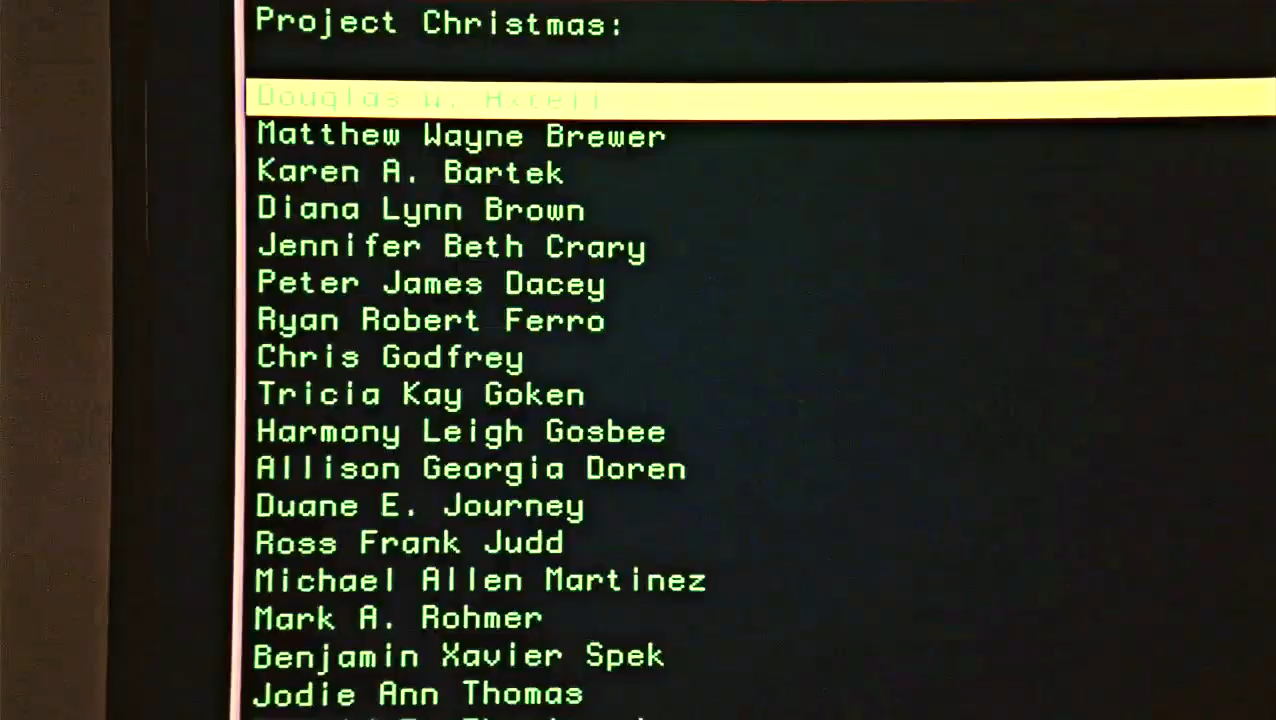 Project Christmas:
Douglas W. Axtell
Matthew Wayne Brewer
Karen A. Bartek
Diana Lynn Brown
Jennifer Beth Crary
Peter James Dacey
Ryan Robert Ferro
Chris Godfrey
Tricia Kay Goken
Harmony Leigh Gosbee
Allison Georgia Doren
Duane E. Journey
Ross Frank Judd
Michael Allen Martinez
Mark A. Rohmer
Benjamin Xavier Spek
Jodie Ann Thomas